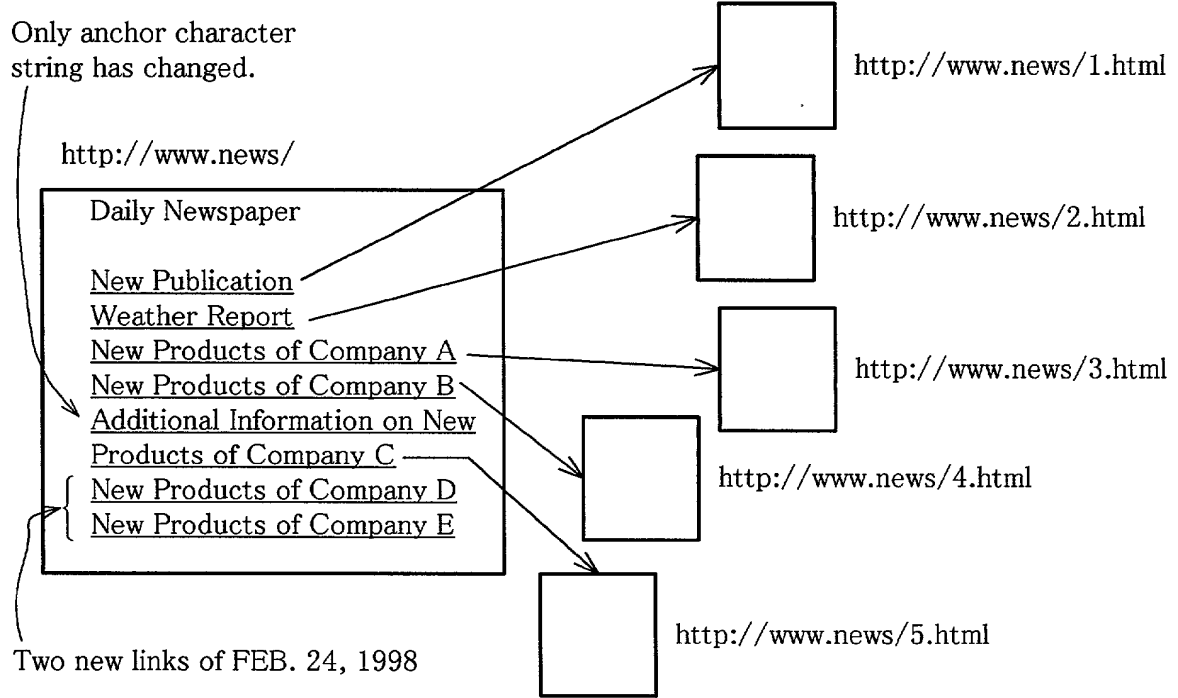 Only anchor character
string has changed.
http://www.news/
Daily Newspaper
New Publication
Weather Report
New Products of Company A
New Products of Company B
Additional Information on New
Products of Company C
New Products of Company D
New Products of Company E
Two new links of FEB. 24, 1998
http://www.news/1.html
http://www.news/2.html
http://www.news/3.html
http://www.news/4.html
http://www.news/5.html